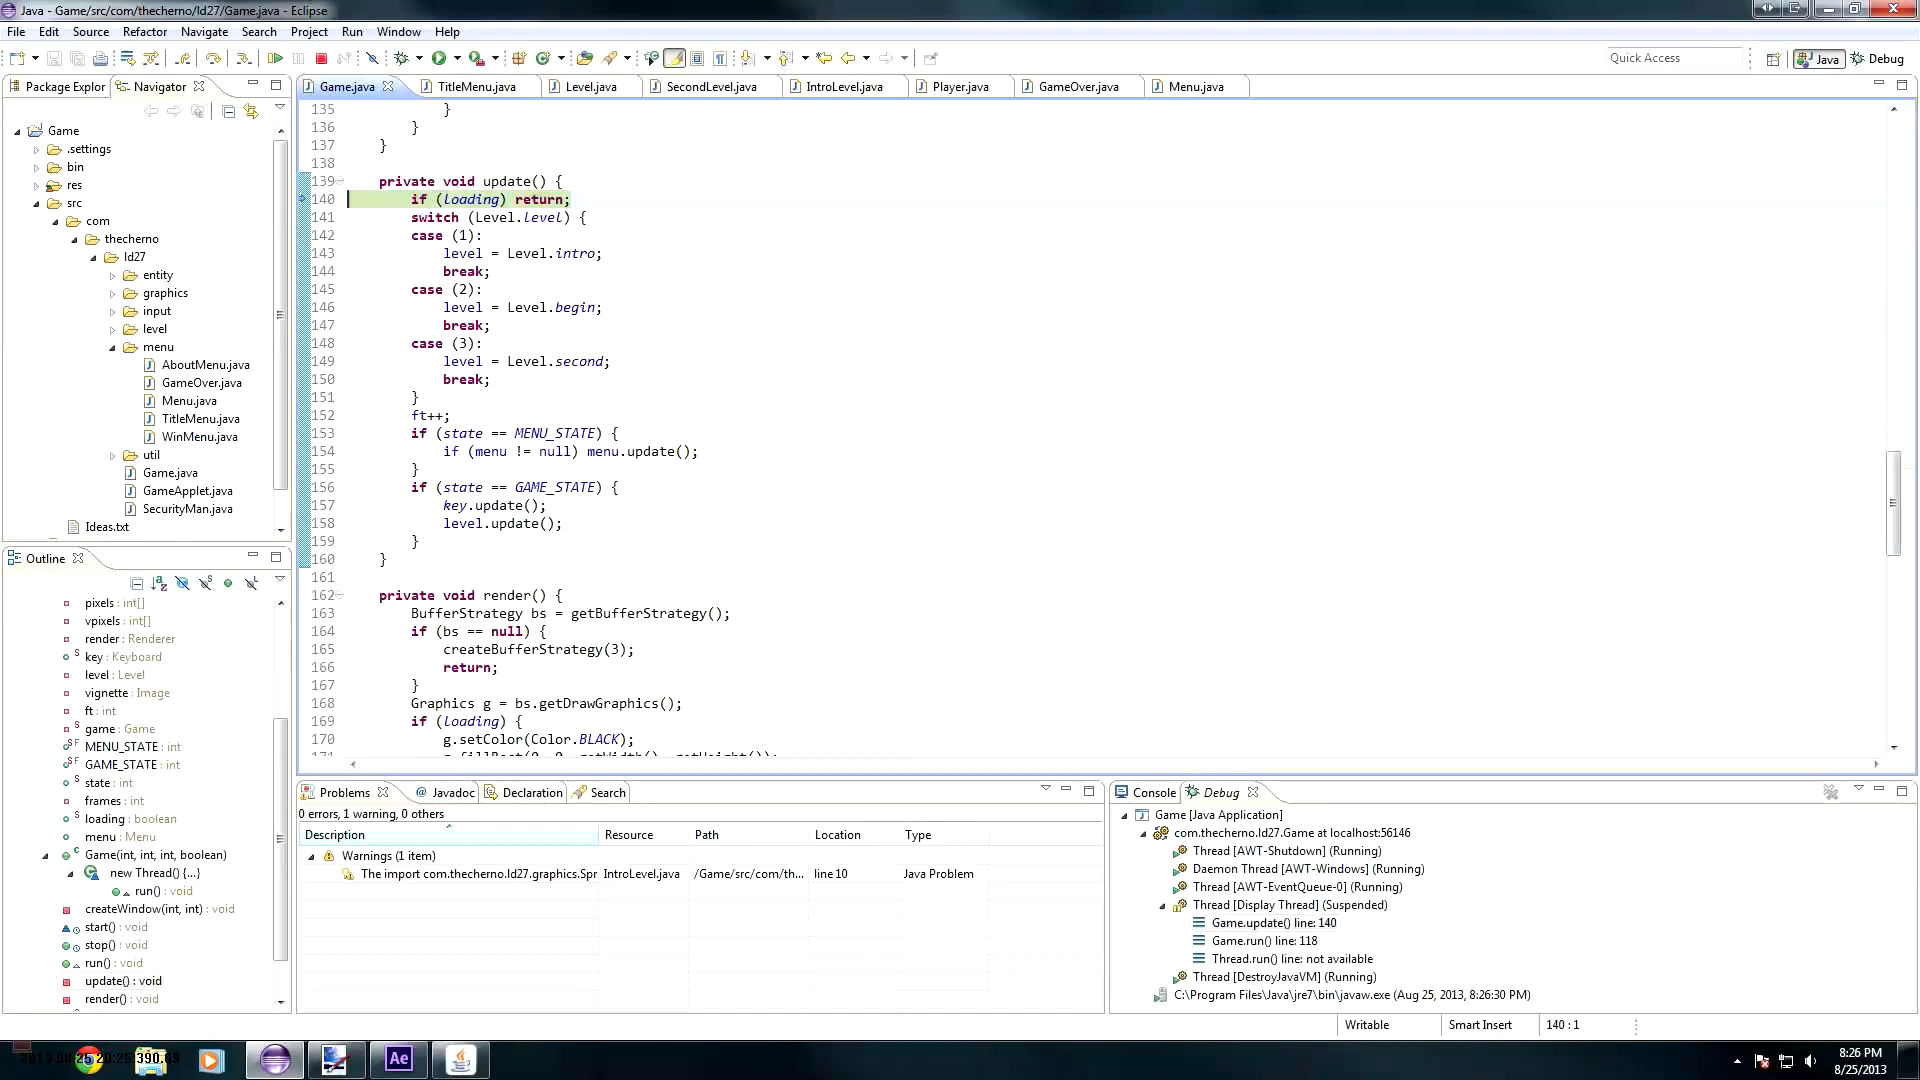 Java - Game/src/com/thecherno/ld27/Game.java - Eclipse
File Edit Source Refactor Navigate Search Project Run Window Help
Quick Access
Java
Debug
Package Explor
Navigator
Game
.settings
bin
res
src
com
thecherno
ld27
entity
graphics
input
level
menu
AboutMenu.java
GameOver.java
Menu.java
TitleMenu.java
WinMenu.java
util
Game.java
GameApplet.java
SecurityMan.java
Ideas.txt
Outline
pixels : int[]
vpixels : int[]
render : Renderer
key : Keyboard
level : Level
vignette : Image
ft : int
game : Game
MENU_STATE : int
GAME_STATE : int
state : int
frames : int
loading : boolean
menu : Menu
Game(int, int, int, boolean)
new Thread() {...}
run() : void
createWindow(int, int) : void
start() : void
stop() : void
run() : void
update() : void
render() : void
Game.java TitleMenu.java Level.java SecondLevel.java IntroLevel.java Player.java GameOver.java Menu.java
135 }
136 }
137 }
138
139 private void update() {
140 if (loading) return;
141 switch (Level.level) {
142 case (1):
143 level = Level.intro;
144 break;
145 case (2):
146 level = Level.begin;
147 break;
148 case (3):
149 level = Level.second;
150 break;
151 }
152 ft++;
153 if (state == MENU_STATE) {
154 if (menu != null) menu.update();
155 }
156 if (state == GAME_STATE) {
157 key.update();
158 level.update();
159 }
160 }
161
162 private void render() {
163 BufferStrategy bs = getBufferStrategy();
164 if (bs == null) {
165 createBufferStrategy(3);
166 return;
167 }
168 Graphics g = bs.getDrawGraphics();
169 if (loading) {
170 g.setColor(Color.BLACK);
Problems @ Javadoc Declaration Search
0 errors, 1 warning, 0 others
Description Resource Path Location Type
Warnings (1 item)
The import com.thecherno.ld27.graphics.Spr IntroLevel.java /Game/src/com/th... line 10 Java Problem
Console Debug
Game [Java Application]
com.thecherno.ld27.Game at localhost:56146
Thread [AWT-Shutdown] (Running)
Daemon Thread [AWT-Windows] (Running)
Thread [AWT-EventQueue-0] (Running)
Thread [Display Thread] (Suspended)
Game.update() line: 140
Game.run() line: 118
Thread.run() line: not available
Thread [DestroyJavaVM] (Running)
C:\Program Files\Java\jre7\bin\javaw.exe (Aug 25, 2013, 8:26:30 PM)
Writable Smart Insert 140 : 1
Ae
8:26 PM
8/25/2013